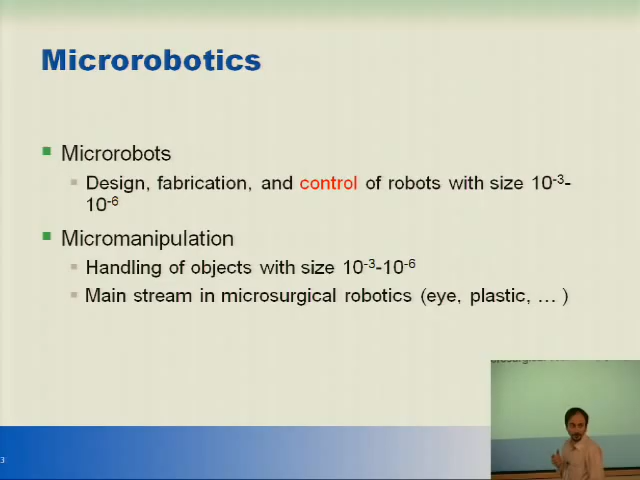 Microrobotics
Microrobots
Design, fabrication, and control of robots with size 10⁻³-
10⁻⁶
Micromanipulation
Handling of objects with size 10⁻³-10⁻⁶
Main stream in microsurgical robotics (eye, plastic, … )
3